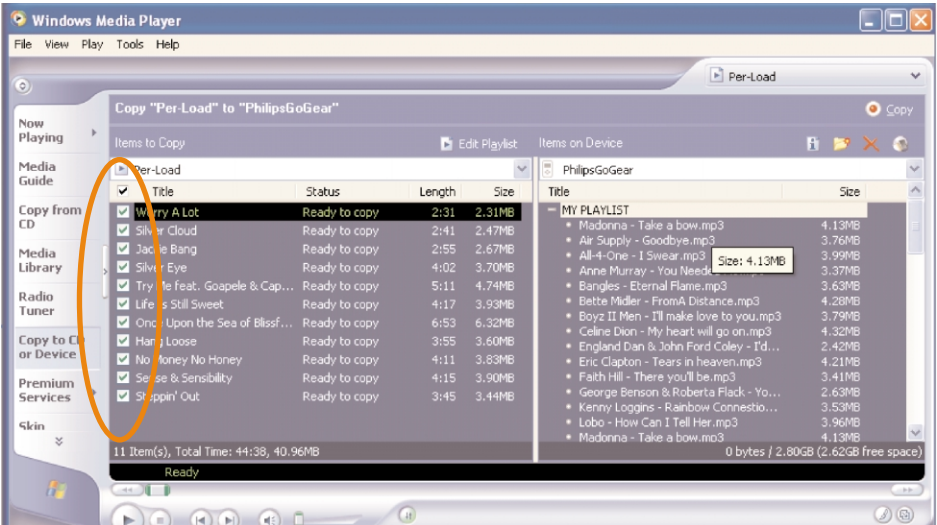 Windows Media Player
File View Play Tools Help
Per-Load
Copy "Per-Load" to "PhilipsGoGear"
Copy
Now
Playing
Media
Guide
Copy from
CD
Media
Library
Radio
Tuner
Copy to CD
or Device
Premium
Services
Skin
Items to Copy Edit Playlist
Per-Load
Title Status Length Size
Worry A Lot Ready to copy 2:31 2.31MB
Silver Cloud Ready to copy 2:41 2.47MB
Jackie Bang Ready to copy 2:55 2.67MB
Silver Eye Ready to copy 4:02 3.70MB
Try Me feat. Goapele & Cap... Ready to copy 5:11 4.74MB
Life Is Still Sweet Ready to copy 4:17 3.93MB
Once Upon the Sea of Blissf... Ready to copy 6:53 6.32MB
Hang Loose Ready to copy 3:55 3.60MB
No Money No Honey Ready to copy 4:11 3.83MB
Sense & Sensibility Ready to copy 4:15 3.90MB
Steppin' Out Ready to copy 3:45 3.44MB
11 Item(s), Total Time: 44:38, 40.96MB
Items on Device
PhilipsGoGear
Title Size
MY PLAYLIST
Madonna - Take a bow.mp3 4.13MB
Air Supply - Goodbye.mp3 3.76MB
All-4-One - I Swear.mp3 3.99MB
Size: 4.13MB
Anne Murray - You 3.37MB
Bangles - Eternal Flame.mp3 3.63MB
Bette Midler - FromA Distance.mp3 4.28MB
Boyz II Men - I'll make love to you.mp3 3.79MB
Celine Dion - My heart will go on.mp3 4.32MB
England Dan & John Ford Coley - I'd... 2.42MB
Eric Clapton - Tears in heaven.mp3 4.21MB
Faith Hill - There you'll be.mp3 3.41MB
George Benson & Roberta Flack - Yo... 2.63MB
Kenny Loggins - Rainbow Connectio... 3.53MB
Lobo - How Can I Tell Her.mp3 3.96MB
Madonna - Take a bow.mp3 4.13MB
0 bytes / 2.80GB (2.62GB free space)
Ready